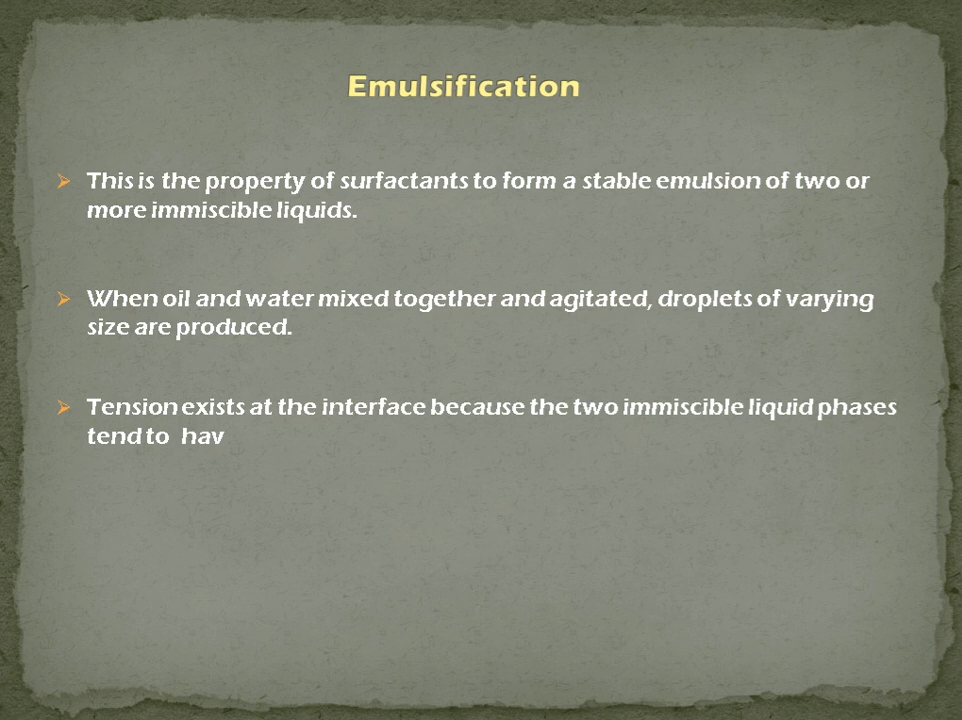 Emulsification
This is the property of surfactants to form a stable emulsion of two or
more immiscible liquids.
When oil and water mixed together and agitated, droplets of varying
size are produced.
Tension exists at the interface because the two immiscible liquid phases
tend to hav